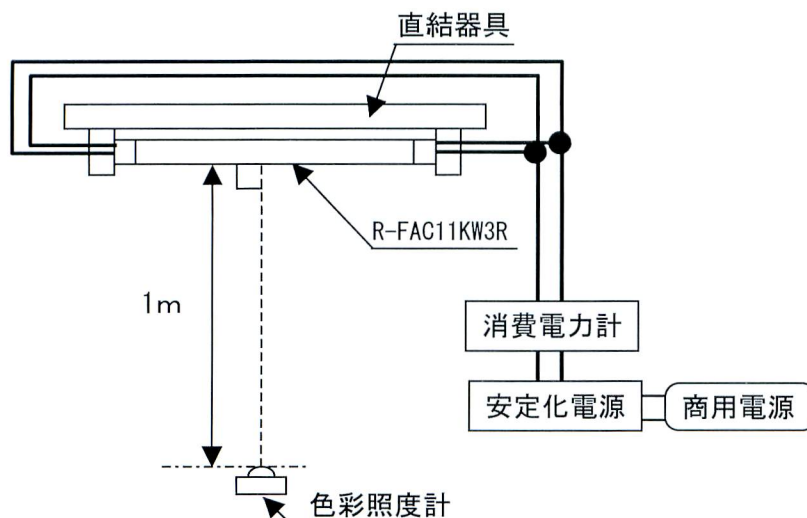 直結器具
R-FAC11KW3R
1m
消費電力計
安定化電源
商用電源
色彩照度計